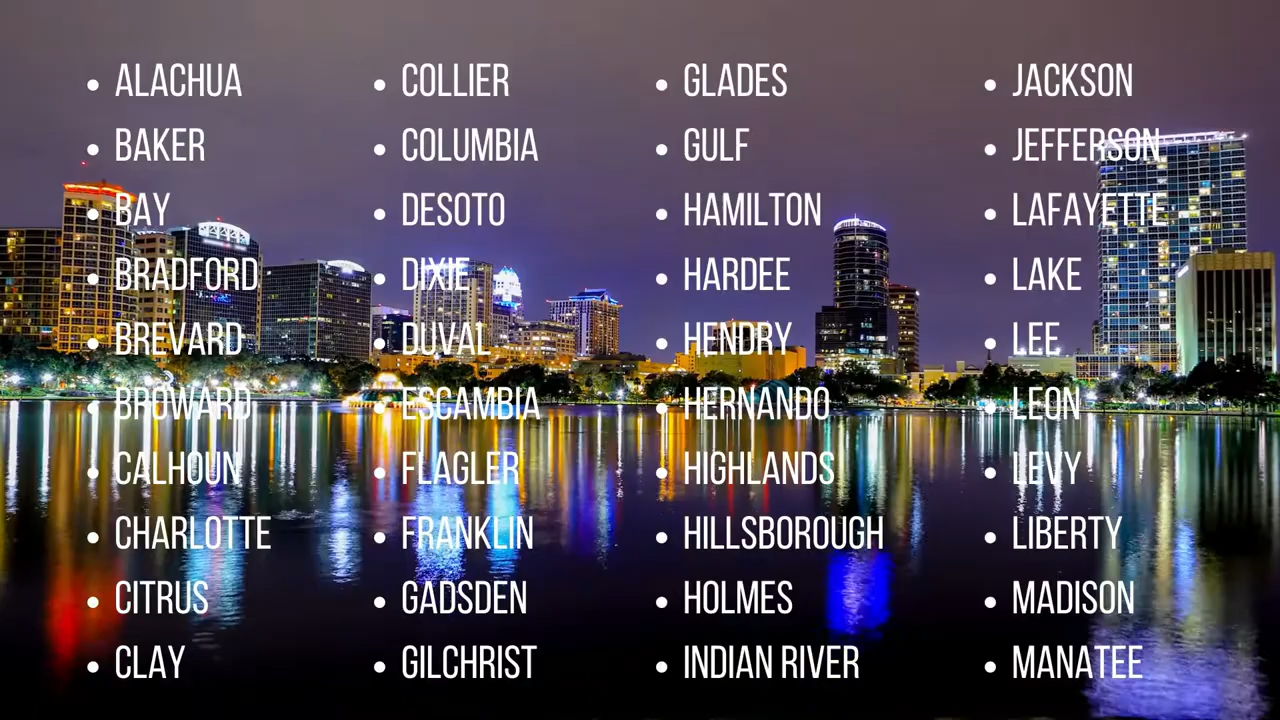 ALACHUA
BAKER
BAY
BRADFORD
BREVARD
BROWARD
CALHOUN
CHARLOTTE
CITRUS
CLAY
COLLIER
COLUMBIA
DESOTO
DIXIE
DUVAL
ESCAMBIA
FLAGLER
FRANKLIN
GADSDEN
GILCHRIST
GLADES
GULF
HAMILTON
HARDEE
HENDRY
HERNANDO
HIGHLANDS
HILLSBOROUGH
HOLMES
INDIAN RIVER
JACKSON
JEFFERSON
LAFAYETTE
LAKE
LEE
LEON
LEVY
LIBERTY
MADISON
MANATEE